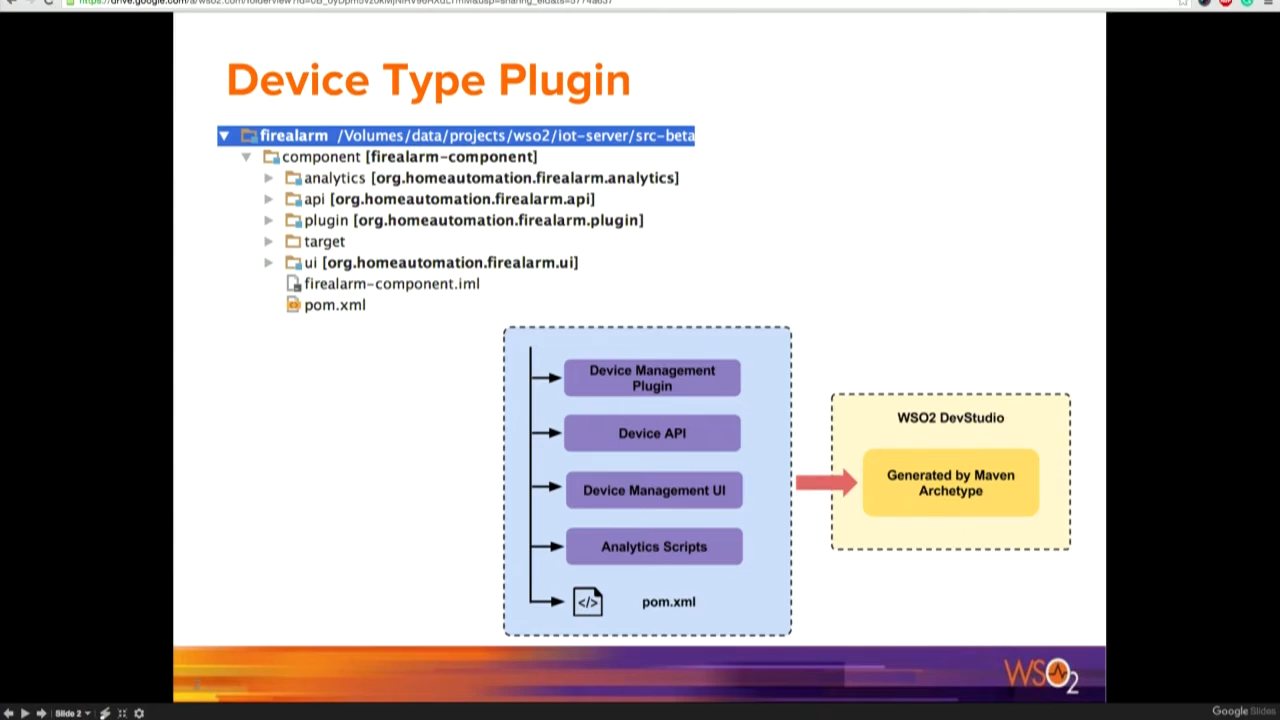 Device Type Plugin
firealarm /Volumes/data/projects/wso2/iot-server/src-beta
component [firealarm-component]
analytics [org.homeautomation.firealarm.analytics]
api [org.homeautomation.firealarm.api]
plugin [org.homeautomation.firealarm.plugin]
target
ui [org.homeautomation.firealarm.ui]
firealarm-component.iml
pom.xml
Device Management
Plugin
Device API
Device Management UI
Analytics Scripts
</>
pom.xml
WSO2 DevStudio
Generated by Maven
Archetype
WSO2
Slide 2
Google Slides